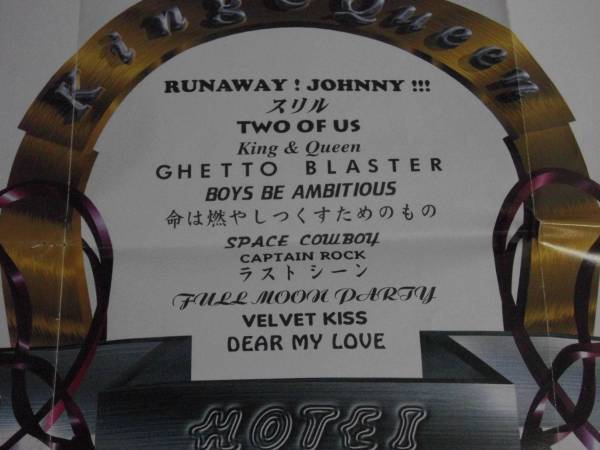 King & Queen
RUNAWAY ! JOHNNY !!!
スリル
TWO OF US
King & Queen
GHETTO BLASTER
BOYS BE AMBITIOUS
命は燃やしつくすためのもの
SPACE COWBOY
CAPTAIN ROCK
ラストシーン
FULL MOON PARTY
VELVET KISS
DEAR MY LOVE
HOTEI